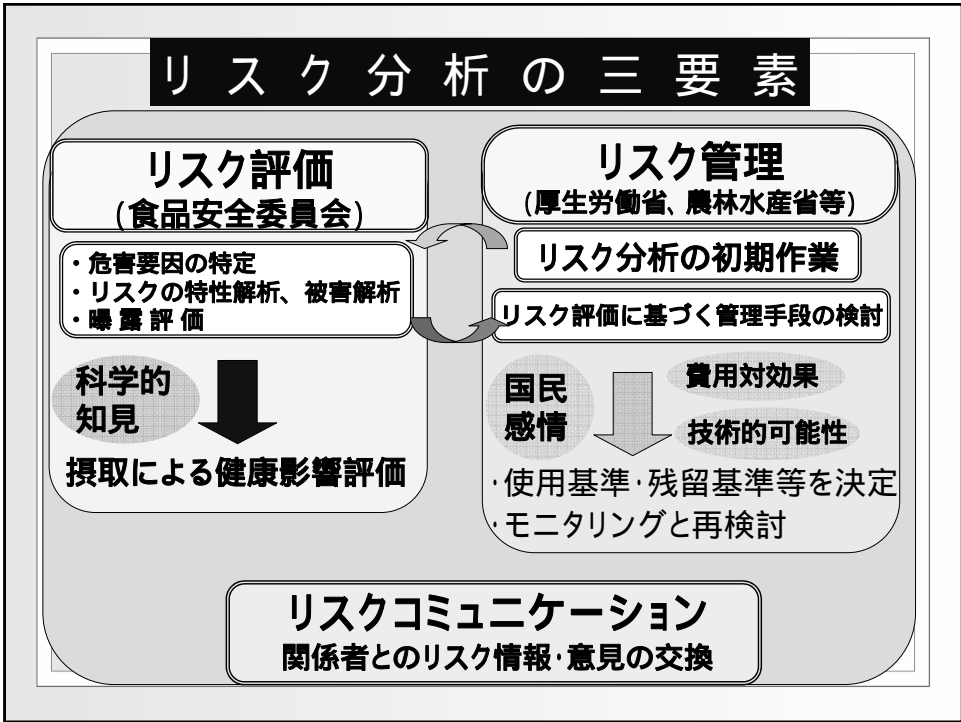 リスク分析の三要素
リスク評価
(食品安全委員会)
・危害要因の特定
・リスクの特性解析、被害解析
・曝露評価
科学的
知見
摂取による健康影響評価
リスク管理
(厚生労働省、農林水産省等)
リスク分析の初期作業
リスク評価に基づく管理手段の検討
国民
感情
費用対効果
技術的可能性
・使用基準・残留基準等を決定
・モニタリングと再検討
リスクコミュニケーション
関係者とのリスク情報・意見の交換